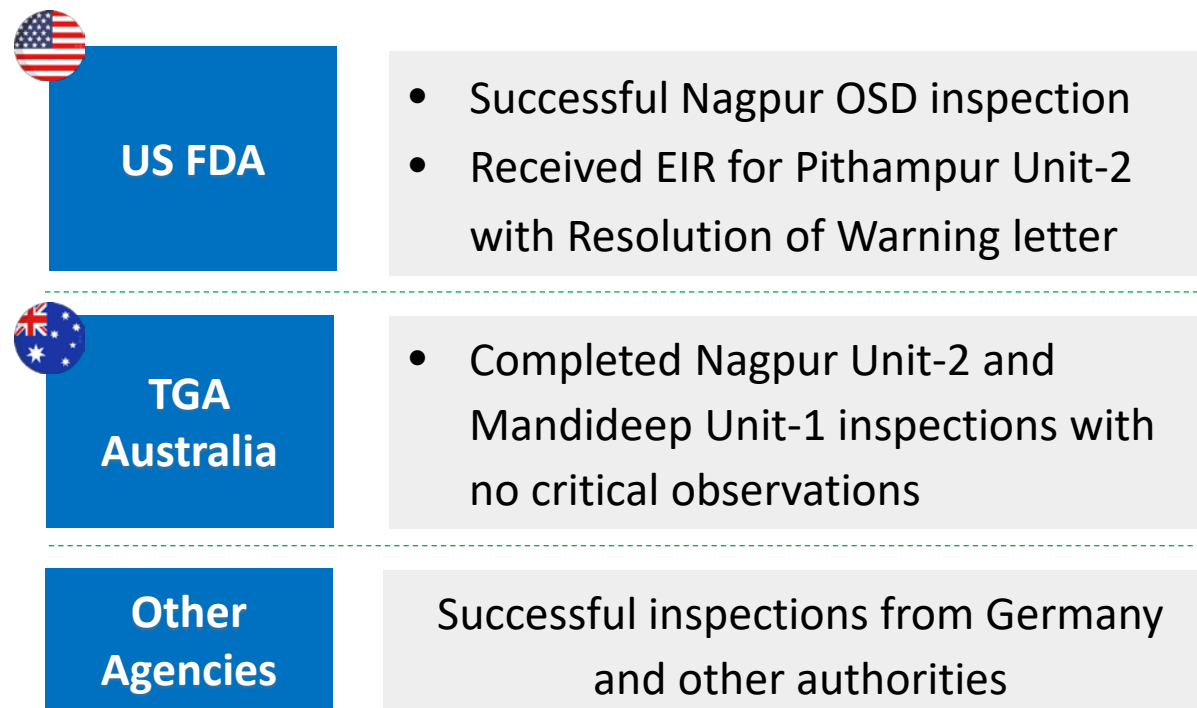 US FDA
• Successful Nagpur OSD inspection
• Received EIR for Pithampur Unit-2
with Resolution of Warning letter
TGA
Australia
• Completed Nagpur Unit-2 and
Mandideep Unit-1 inspections with
no critical observations
Other
Agencies
Successful inspections from Germany
and other authorities